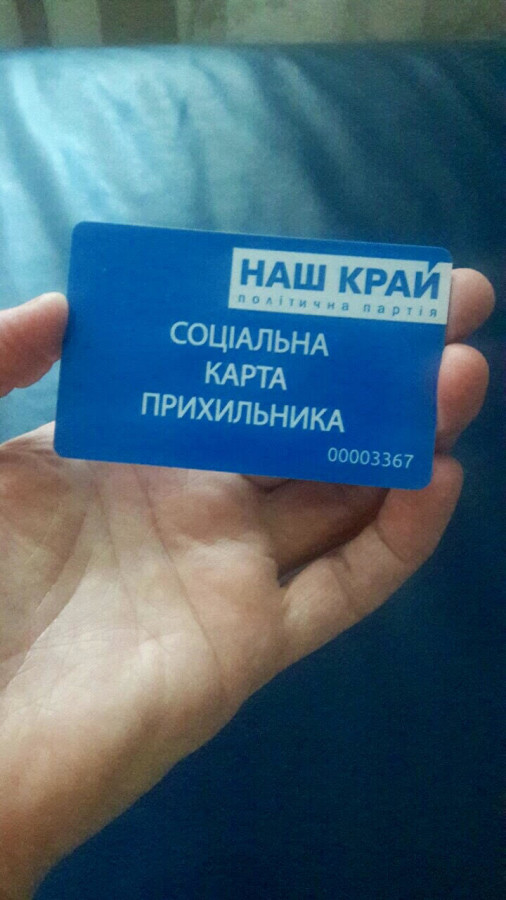 НАШ КРАЙ
політична партія
СОЦІАЛЬНА
КАРТА
ПРИХИЛЬНИКА
00003367